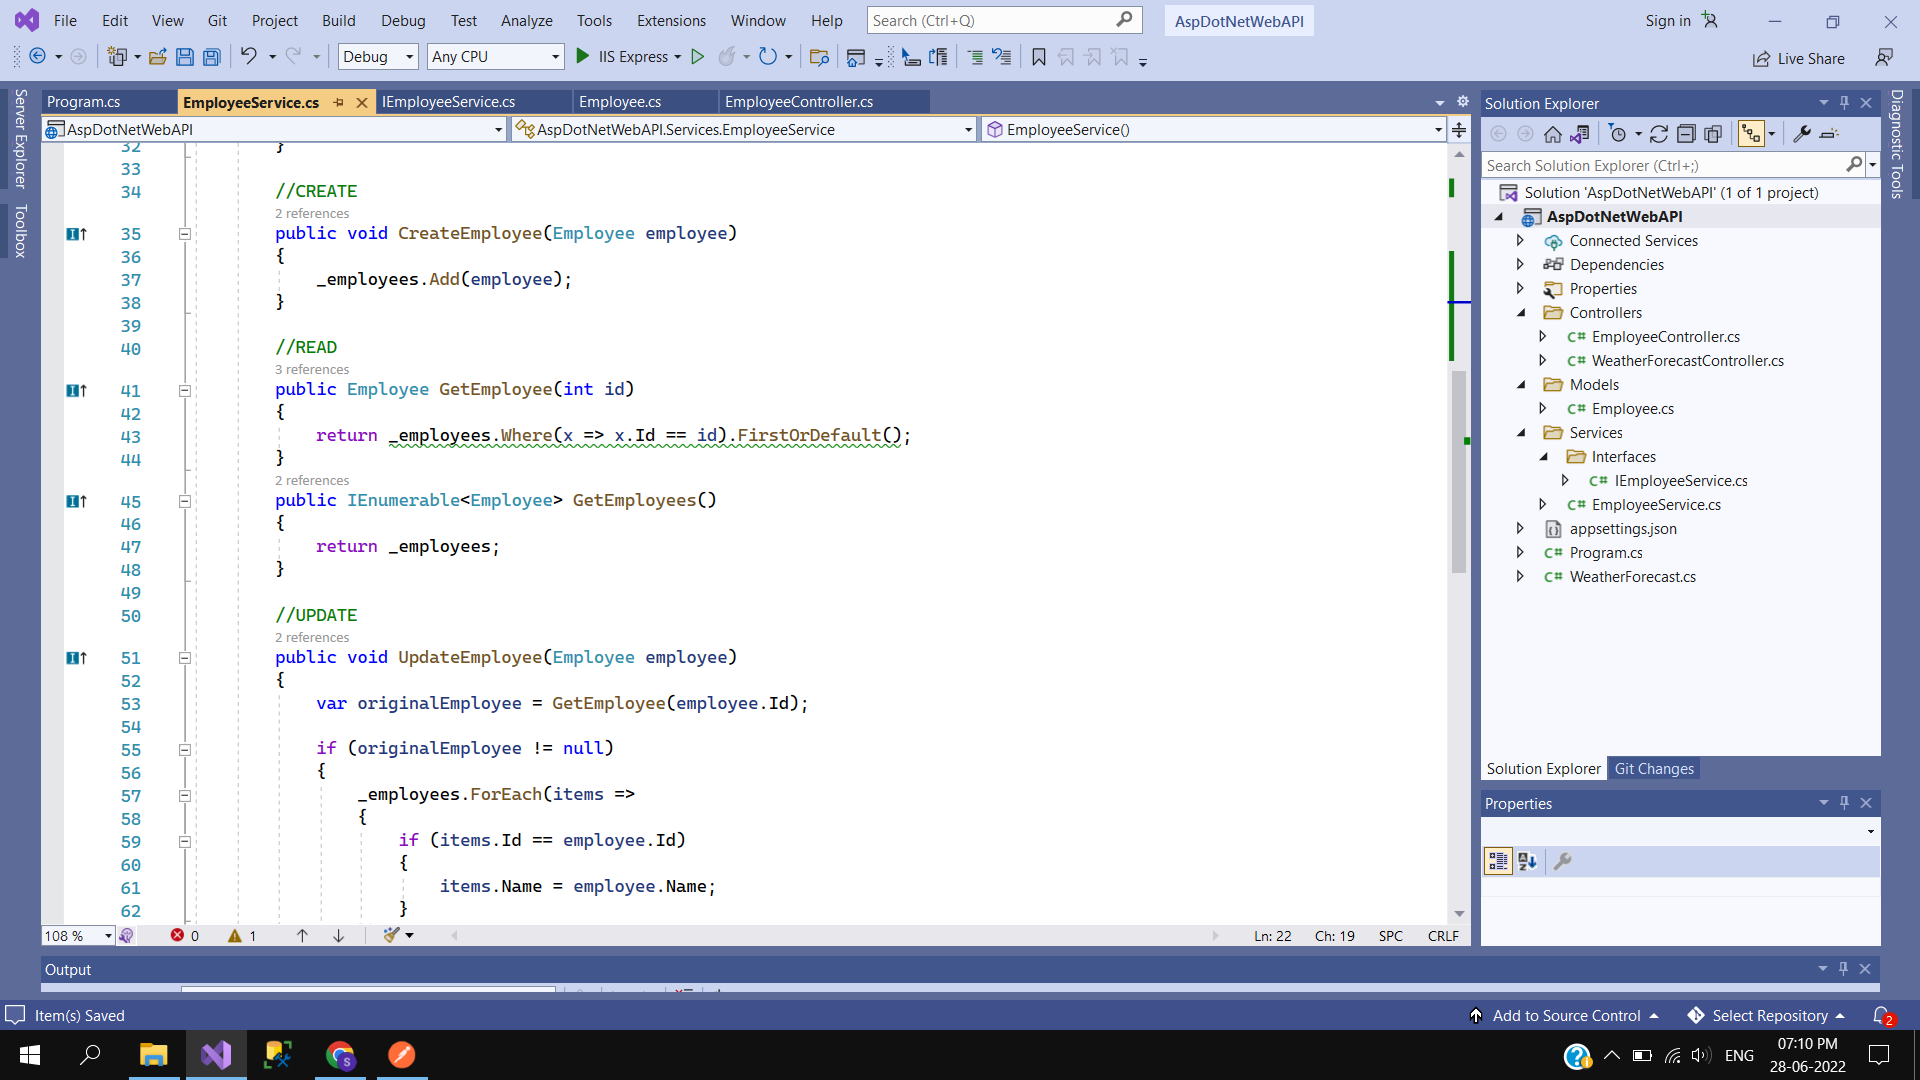 File Edit View Git Project Build Debug Test Analyze Tools Extensions Window Help Search (Ctrl+Q) AspDotNetWebAPI Sign in
Debug Any CPU IIS Express Live Share
Server Explorer
Toolbox
Program.cs EmployeeService.cs IEmployeeService.cs Employee.cs EmployeeController.cs
AspDotNetWebAPI AspDotNetWebAPI.Services.EmployeeService EmployeeService()
32 }
33
34 //CREATE
2 references
35 public void CreateEmployee(Employee employee)
36 {
37 _employees.Add(employee);
38 }
39
40 //READ
3 references
41 public Employee GetEmployee(int id)
42 {
43 return _employees.Where(x => x.Id == id).FirstOrDefault();
44 }
2 references
45 public IEnumerable<Employee> GetEmployees()
46 {
47 return _employees;
48 }
49
50 //UPDATE
2 references
51 public void UpdateEmployee(Employee employee)
52 {
53 var originalEmployee = GetEmployee(employee.Id);
54
55 if (originalEmployee != null)
56 {
57 _employees.ForEach(items =>
58 {
59 if (items.Id == employee.Id)
60 {
61 items.Name = employee.Name;
62 }
108 % 0 1 Ln: 22 Ch: 19 SPC CRLF
Solution Explorer
Search Solution Explorer (Ctrl+;)
Solution 'AspDotNetWebAPI' (1 of 1 project)
AspDotNetWebAPI
Connected Services
Dependencies
Properties
Controllers
C# EmployeeController.cs
C# WeatherForecastController.cs
Models
C# Employee.cs
Services
Interfaces
C# IEmployeeService.cs
C# EmployeeService.cs
appsettings.json
C# Program.cs
C# WeatherForecast.cs
Solution Explorer Git Changes
Properties
Diagnostic Tools
Output
Item(s) Saved Add to Source Control Select Repository 2
ENG 07:10 PM
28-06-2022